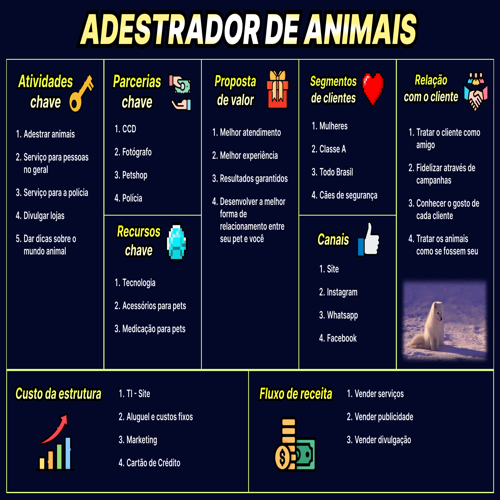 ADESTRADOR DE ANIMAIS
Atividades
chave
1. Adestrar animais
2. Serviço para pessoas
no geral
3. Serviço para a polícia
4. Divulgar lojas
5. Dar dicas sobre o
mundo animal
Parcerias
chave
1. CCD
2. Fotógrafo
3. Petshop
4. Polícia
Recursos
chave
1. Tecnologia
2. Acessórios para pets
3. Medicação para pets
Proposta
de valor
1. Melhor atendimento
2. Melhor experiência
3. Resultados garantidos
4. Desenvolver a melhor
forma de
relacionamento entre
seu pet e você
Segmentos
de clientes
1. Mulheres
2. Classe A
3. Todo Brasil
4. Cães de segurança
Canais
1. Site
2. Instagram
3. Whatsapp
4. Facebook
Relação
com o cliente
1. Tratar o cliente como
amigo
2. Fidelizar através de
campanhas
3. Conhecer o gosto de
cada cliente
4. Tratar os animais
como se fossem seu
Custo da estrutura
1. TI - Site
2. Aluguel e custos fixos
3. Marketing
4. Cartão de Crédito
Fluxo de receita
1. Vender serviços
2. Vender publicidade
3. Vender divulgação